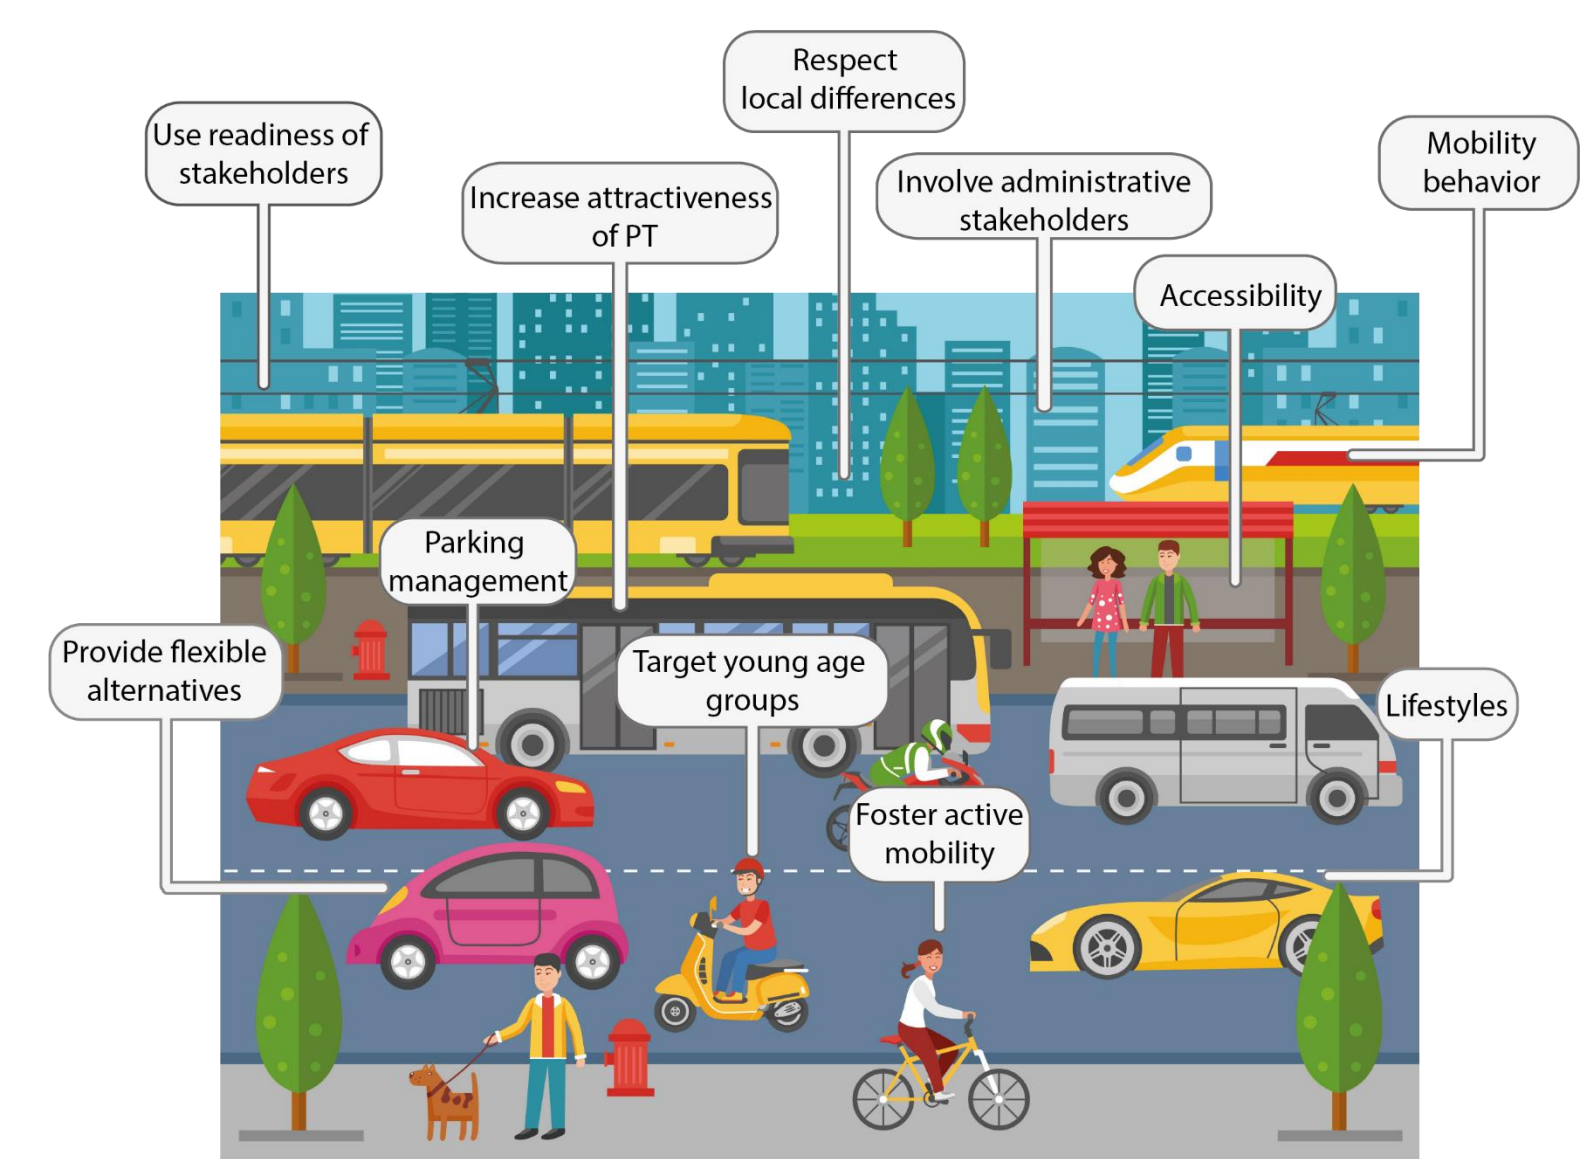 Respect
local differences
Use readiness of
stakeholders
Mobility
behavior
Increase attractiveness
of PT
Involve administrative
stakeholders
Accessibility
Parking
management
Provide flexible
alternatives
Target young age
groups
Lifestyles
Foster active
mobility